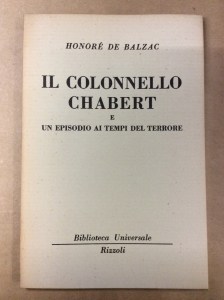 HONORÉ DE BALZAC
IL COLONNELLO
CHABERT
E
UN EPISODIO AI TEMPI DEL TERRORE
Biblioteca Universale
Rizzoli